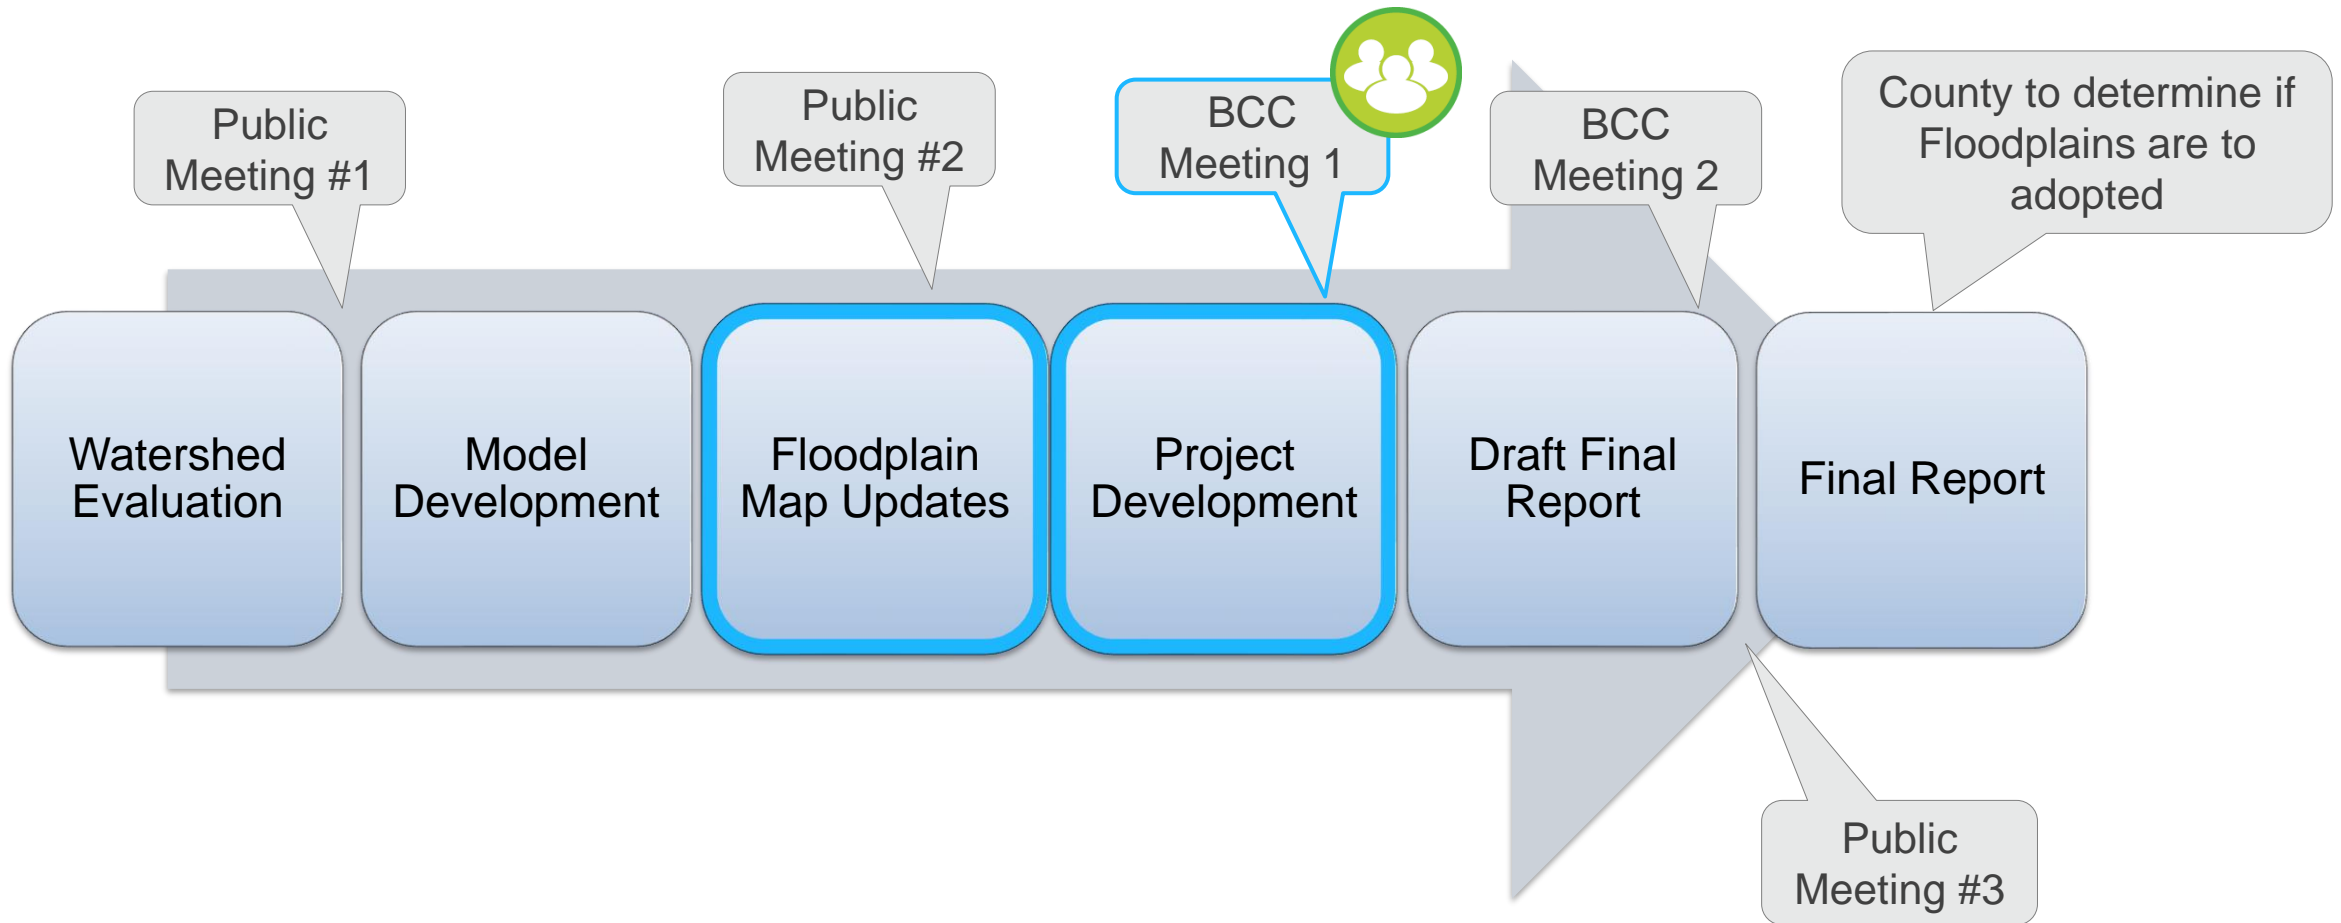 Public
Meeting #1
Public
Meeting #2
BCC
Meeting 1
BCC
Meeting 2
County to determine if
Floodplains are to
adopted
Watershed
Evaluation
Model
Development
Floodplain
Map Updates
Project
Development
Draft Final
Report
Final Report
Public
Meeting #3